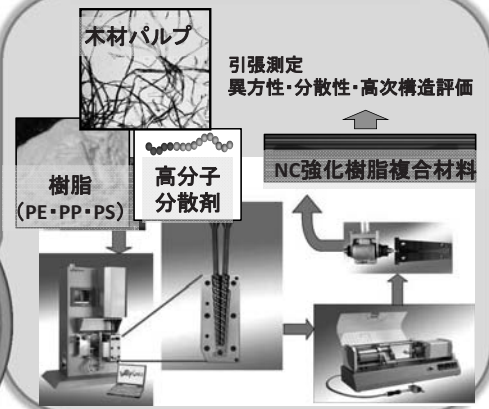 木材パルプ
引張測定
異方性・分散性・高次構造評価
樹脂
(PE・PP・PS)
高分子
分散剤
NC強化樹脂複合材料